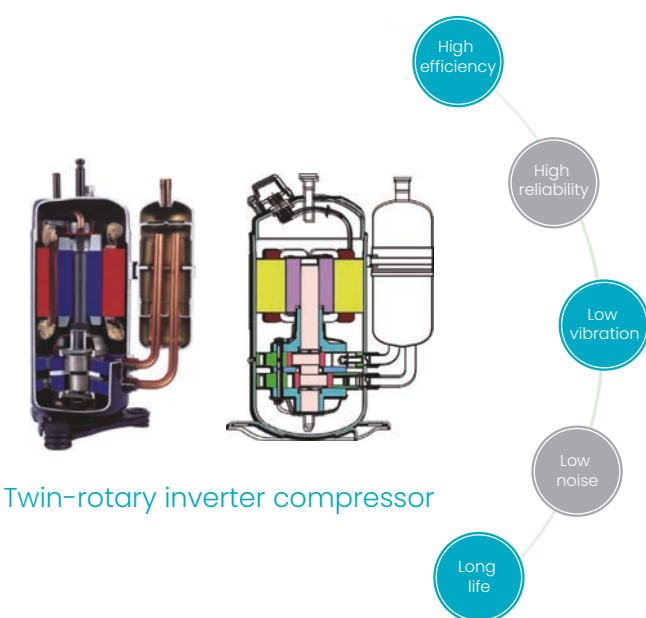 High
efficiency
High
reliability
Low
vibration
Low
noise
Twin-rotary inverter compressor
Long
life